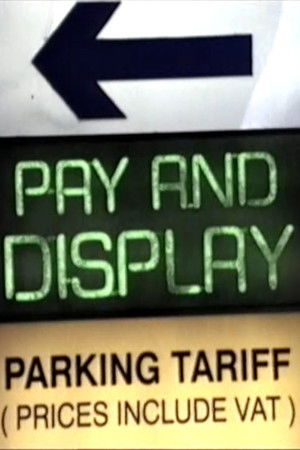 PAY AND
DISPLAY
PARKING TARIFF
( PRICES INCLUDE VAT )